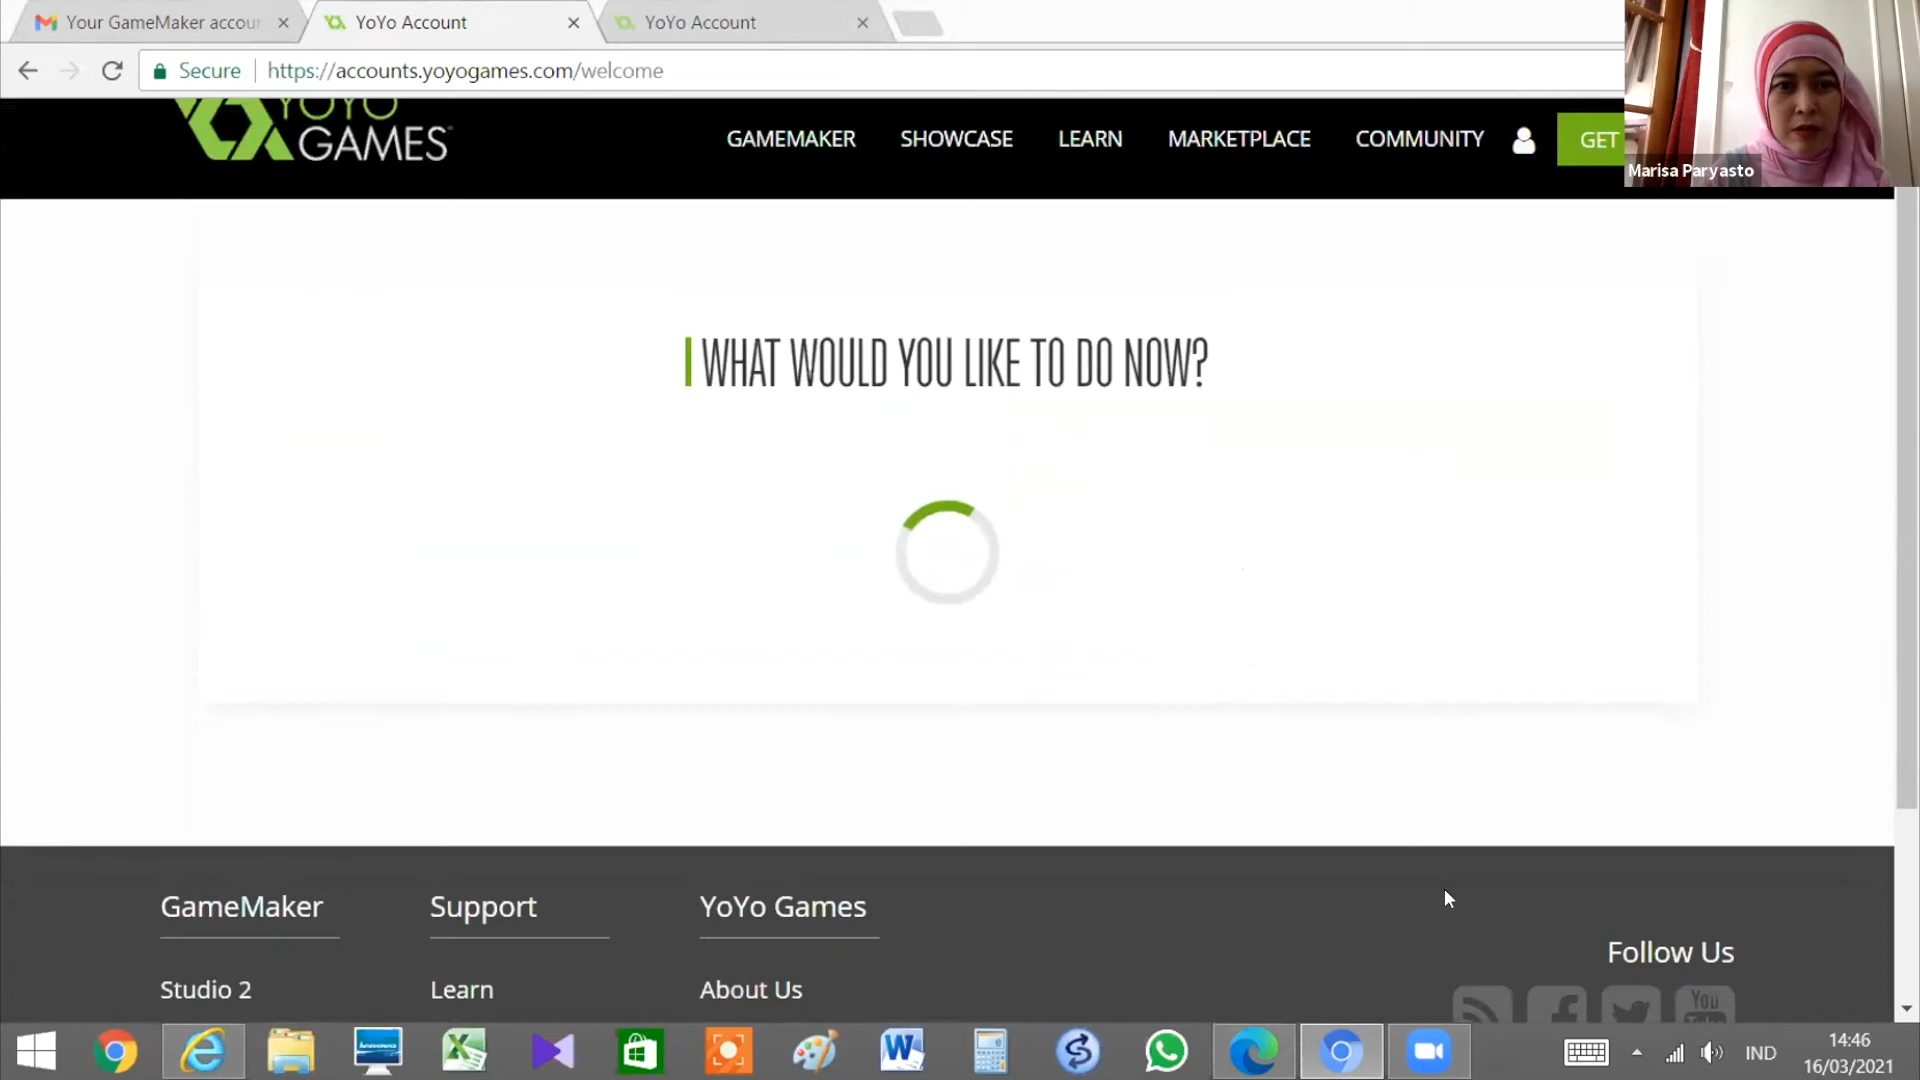 Your GameMaker accou
YoYo Account
YoYo Account
Secure
https://accounts.yoyogames.com/welcome
YOYO
GAMES
GAMEMAKER
SHOWCASE
LEARN
MARKETPLACE
COMMUNITY
GET
Marisa Paryasto
WHAT WOULD YOU LIKE TO DO NOW?
GameMaker
Support
YoYo Games
Follow Us
Studio 2
Learn
About Us
You
IND
14:46
16/03/2021